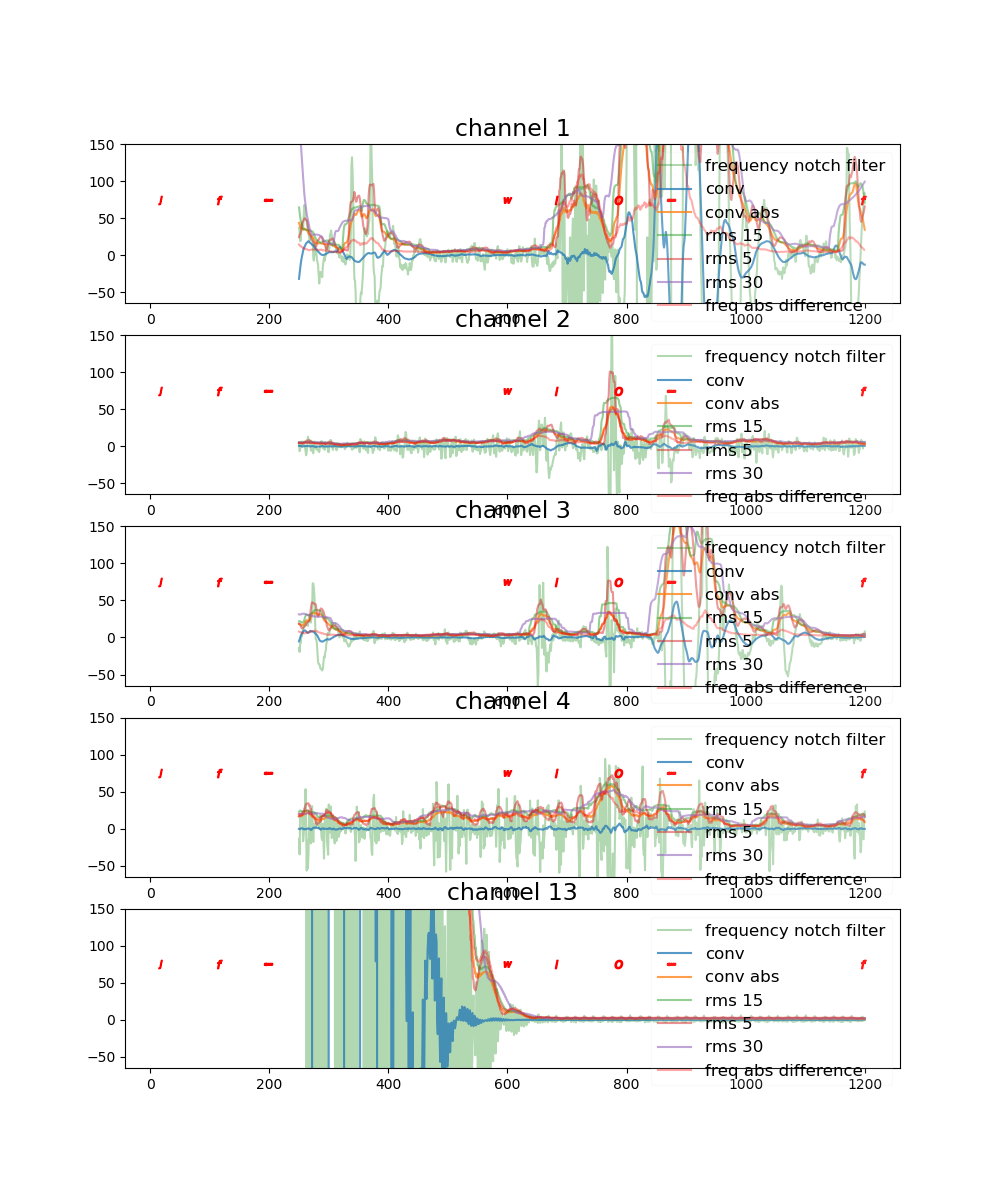 channel 1
150
100
50
0
−50
J f – w l O – f
frequency notch filter
conv
conv abs
rms 15
rms 5
rms 30
freq abs difference
0 200 400 600 800 1000 1200
channel 2
150
100
50
0
−50
J f – w l O – f
frequency notch filter
conv
conv abs
rms 15
rms 5
rms 30
freq abs difference
0 200 400 600 800 1000 1200
channel 3
150
100
50
0
−50
J f – w l O – f
frequency notch filter
conv
conv abs
rms 15
rms 5
rms 30
freq abs difference
0 200 400 600 800 1000 1200
channel 4
150
100
50
0
−50
J f – w l O – f
frequency notch filter
conv
conv abs
rms 15
rms 5
rms 30
freq abs difference
0 200 400 600 800 1000 1200
channel 13
150
100
50
0
−50
J f – w l O – f
frequency notch filter
conv
conv abs
rms 15
rms 5
rms 30
freq abs difference
0 200 400 600 800 1000 1200